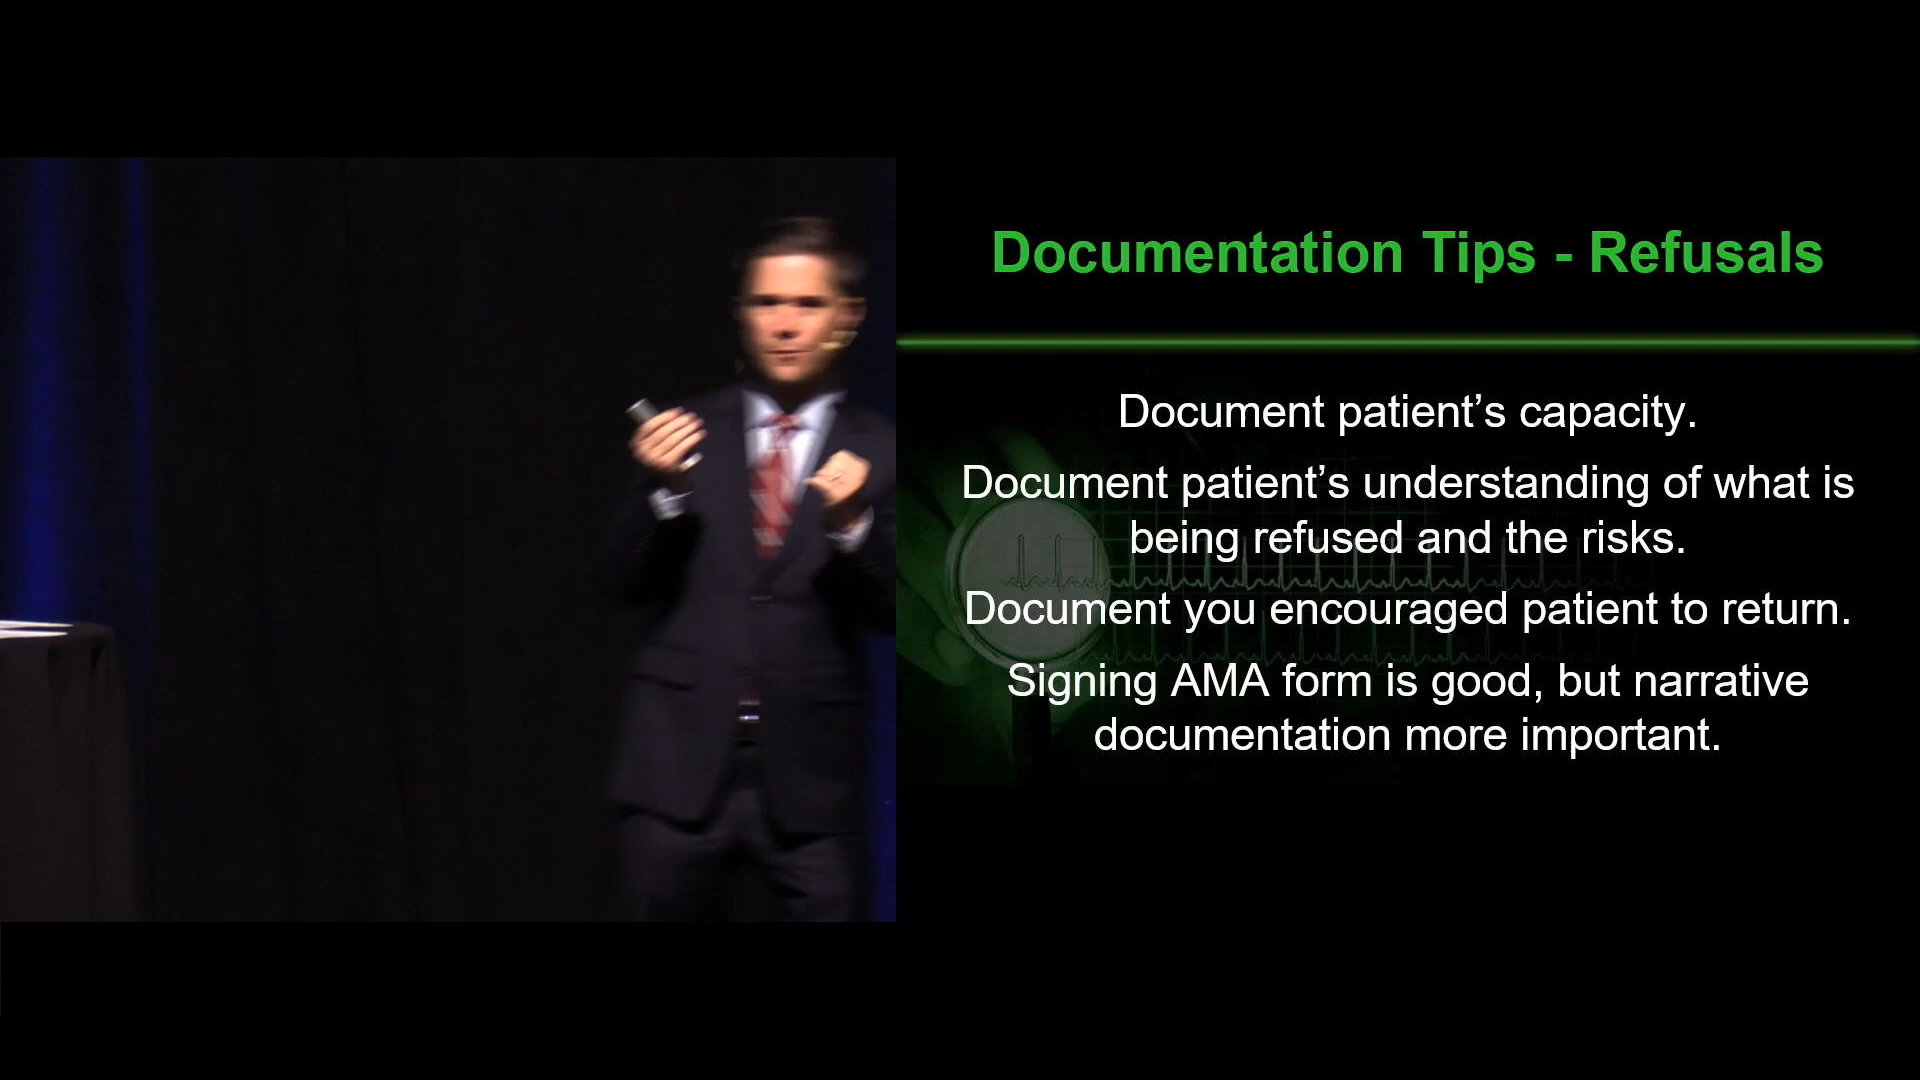 Documentation Tips - Refusals
Document patient’s capacity.
Document patient’s understanding of what is
being refused and the risks.
Document you encouraged patient to return.
Signing AMA form is good, but narrative
documentation more important.